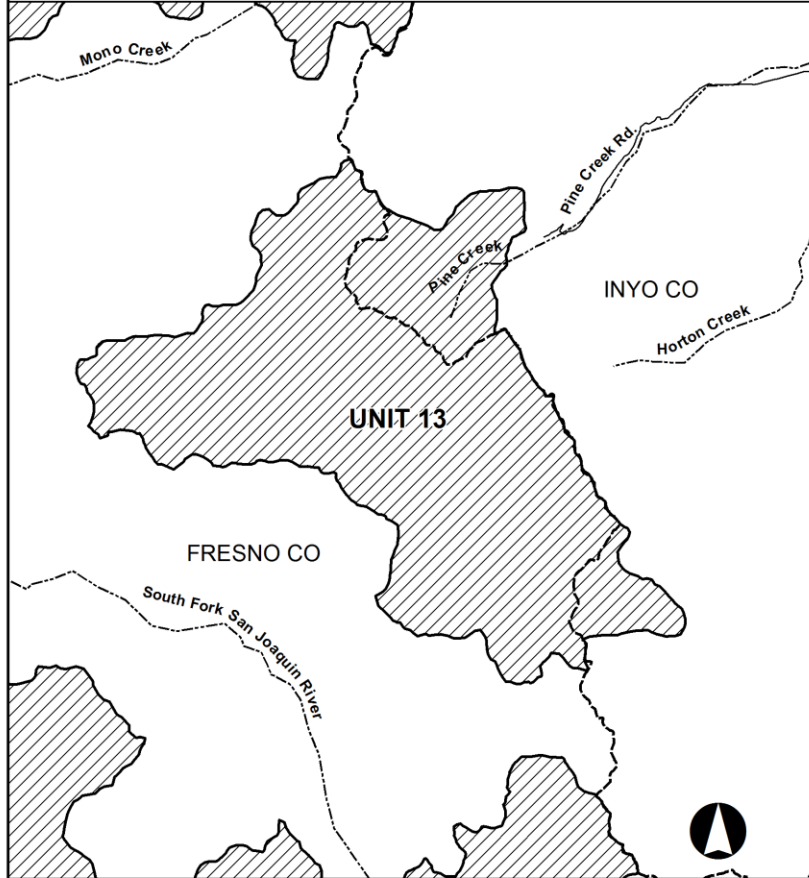 Mono Creek
Pine Creek Rd.
Pine Creek
INYO CO
Horton Creek
UNIT 13
FRESNO CO
South Fork San Joaquin River